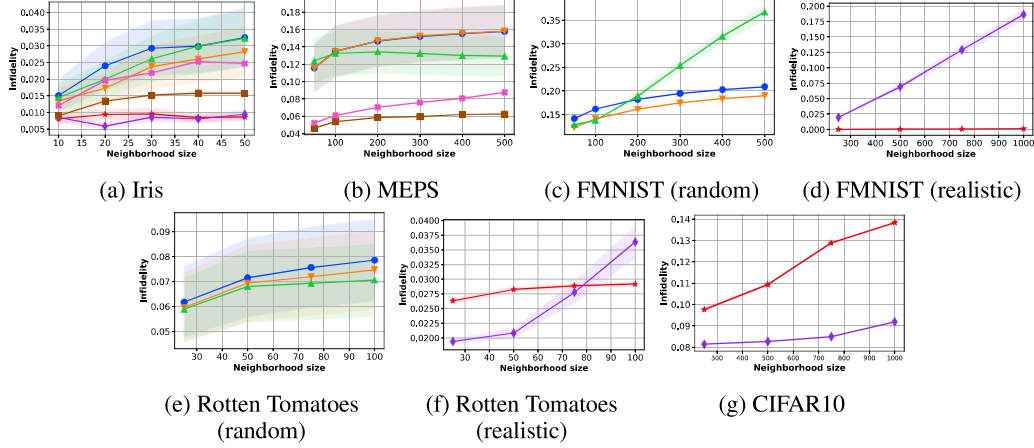 Infidelity
0.035
0.030
0.025
0.020
0.015
0.010
0.005
10 15 20 25 30 35 40 45 50
Neighborhood size
(a) Iris
Infidelity
0.16
0.14
0.12
0.10
0.08
0.06
0.04
100 200 300 400 500
Neighborhood size
(b) MEPS
Infidelity
0.35
0.30
0.25
0.20
0.15
100 200 300 400 500
Neighborhood size
(c) FMNIST (random)
Infidelity
0.200
0.175
0.150
0.125
0.100
0.075
0.050
0.025
0.000
300 400 500 600 700 800 900 1000
Neighborhood size
(d) FMNIST (realistic)
Infidelity
0.09
0.08
0.07
0.06
0.05
30 40 50 60 70 80 90 100
Neighborhood size
(e) Rotten Tomatoes
(random)
Infidelity
0.0400
0.0375
0.0350
0.0325
0.0300
0.0275
0.0250
0.0225
0.0200
30 40 50 60 70 80 90 100
Neighborhood size
(f) Rotten Tomatoes
(realistic)
Infidelity
0.14
0.13
0.12
0.11
0.10
0.09
0.08
300 400 500 600 700 800 900 1000
Neighborhood size
(g) CIFAR10